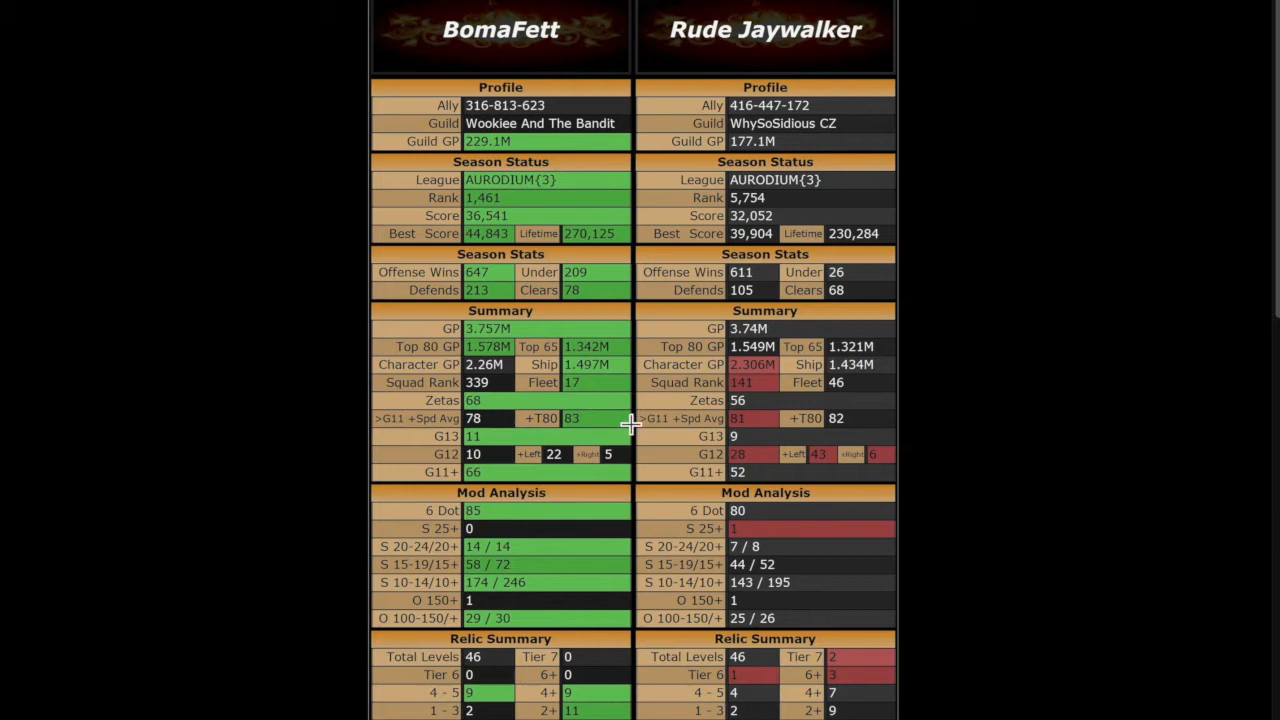 BomaFett
Rude Jaywalker
Profile
Ally 316-813-623
Guild Wookiee And The Bandit
Guild GP 229.1M
Season Status
League AURODIUM{3}
Rank 1,461
Score 36,541
Best Score 44,843 Lifetime 270,125
Season Stats
Offense Wins 647 Under 209
Defends 213 Clears 78
Summary
GP 3.757M
Top 80 GP 1.578M Top 65 1.342M
Character GP 2.26M Ship 1.497M
Squad Rank 339 Fleet 17
Zetas 68
>G11 +Spd Avg 78 +T80 83
G13 11
G12 10 +Left 22 +Right 5
G11+ 66
Mod Analysis
6 Dot 85
S 25+ 0
S 20-24/20+ 14 / 14
S 15-19/15+ 58 / 72
S 10-14/10+ 174 / 246
O 150+ 1
O 100-150/+ 29 / 30
Relic Summary
Total Levels 46 Tier 7 0
Tier 6 0 6+ 0
4 - 5 9 4+ 9
1 - 3 2 2+ 11
Profile
Ally 416-447-172
Guild WhySoSidious CZ
Guild GP 177.1M
Season Status
League AURODIUM{3}
Rank 5,754
Score 32,052
Best Score 39,904 Lifetime 230,284
Season Stats
Offense Wins 611 Under 26
Defends 105 Clears 68
Summary
GP 3.74M
Top 80 GP 1.549M Top 65 1.321M
Character GP 2.306M Ship 1.434M
Squad Rank 141 Fleet 46
Zetas 56
>G11 +Spd Avg 81 +T80 82
G13 9
G12 28 +Left 43 +Right 6
G11+ 52
Mod Analysis
6 Dot 80
S 25+ 1
S 20-24/20+ 7 / 8
S 15-19/15+ 44 / 52
S 10-14/10+ 143 / 195
O 150+ 1
O 100-150/+ 25 / 26
Relic Summary
Total Levels 46 Tier 7 2
Tier 6 1 6+ 3
4 - 5 4 4+ 7
1 - 3 2 2+ 9